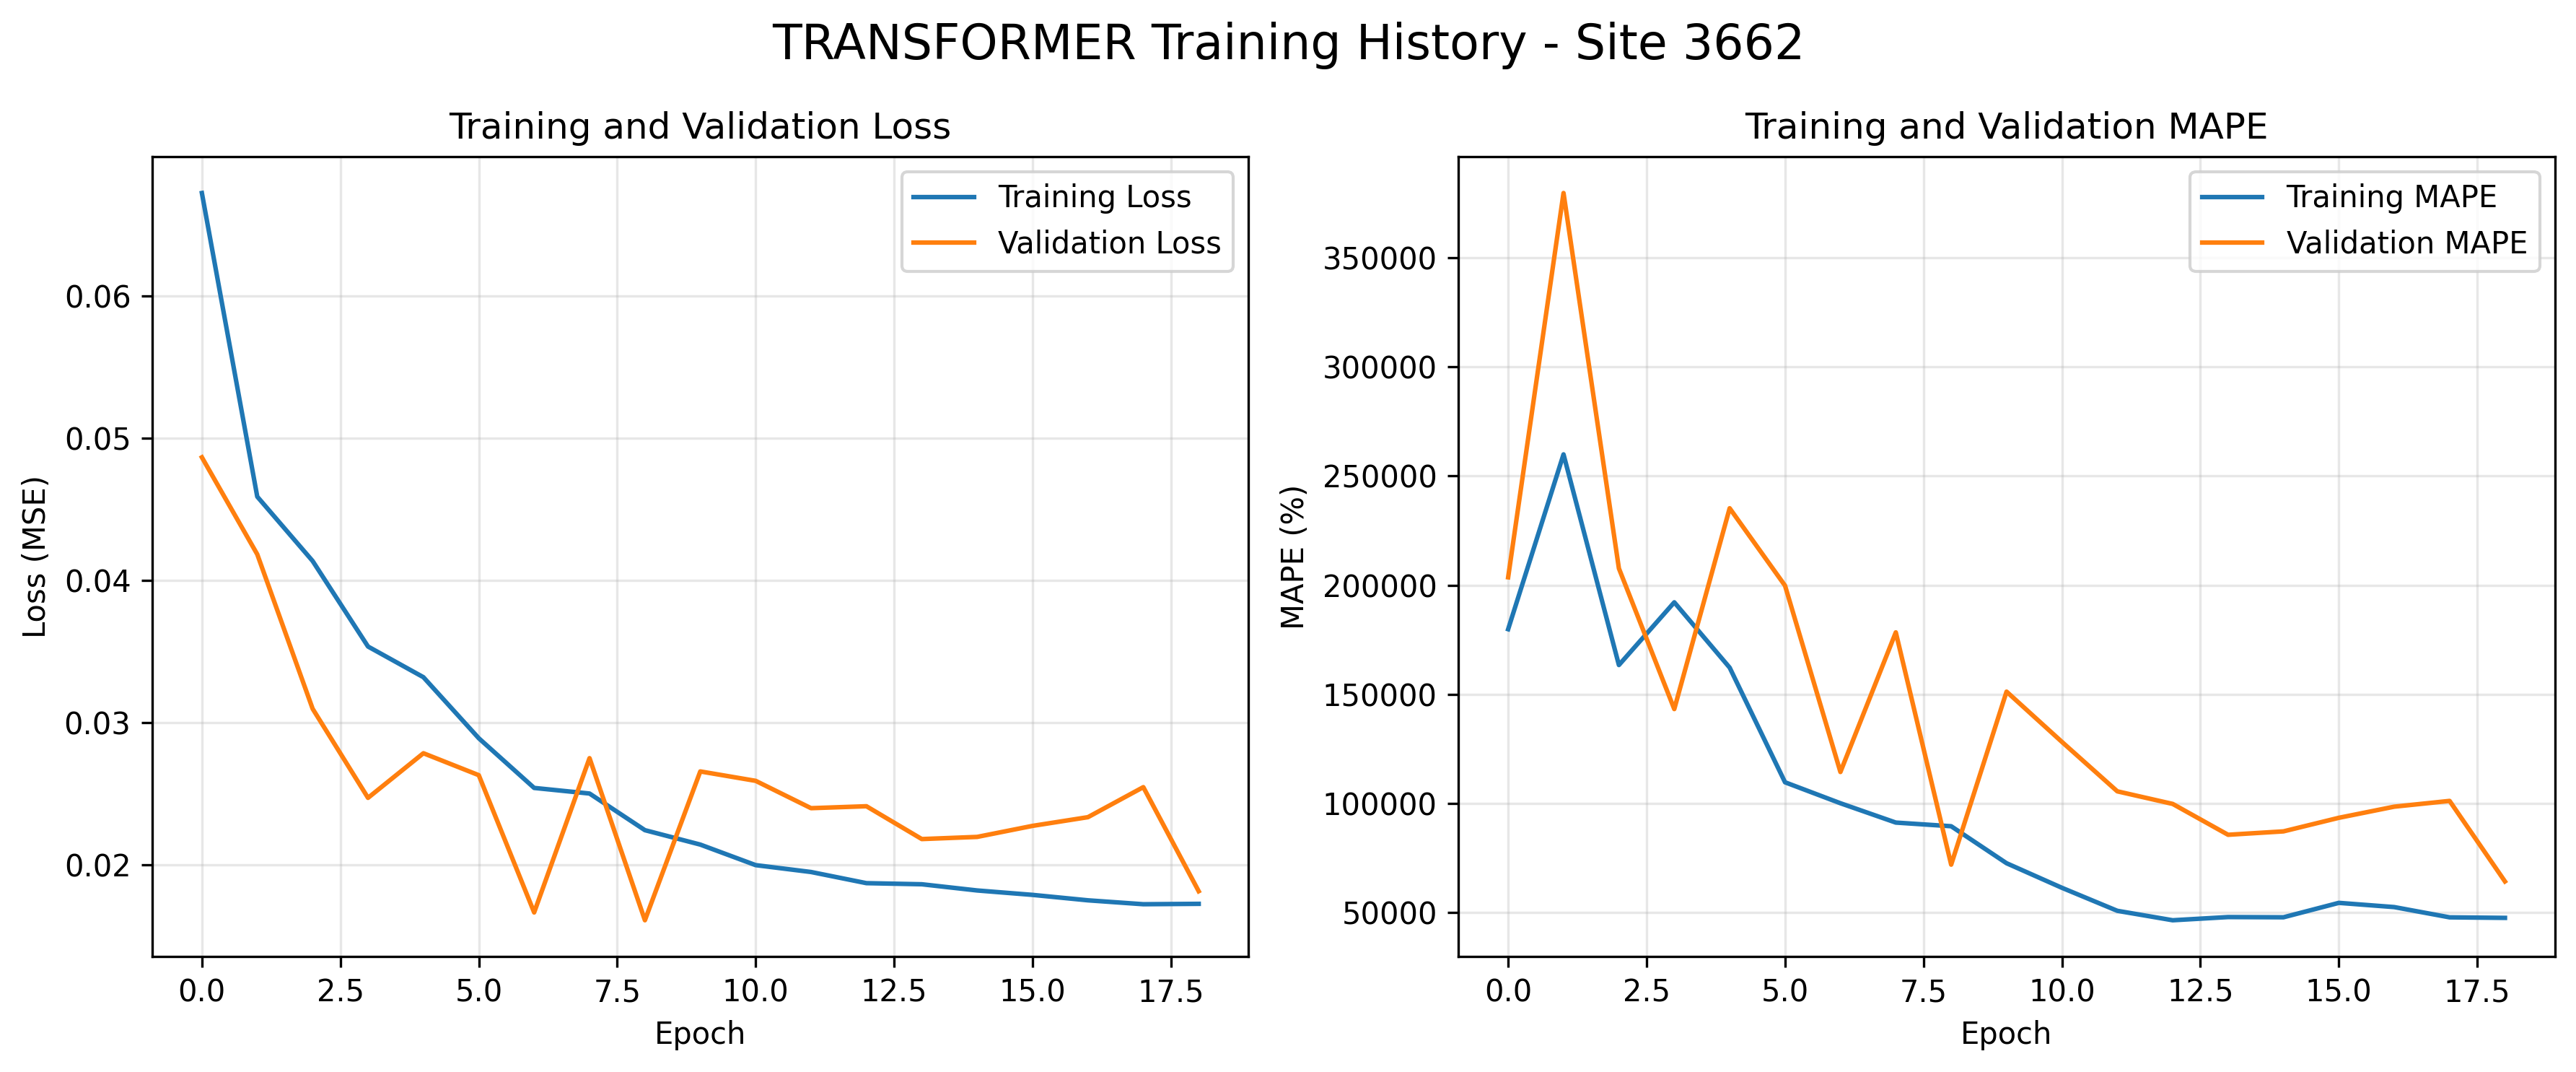 TRANSFORMER Training History - Site 3662
Training and Validation Loss
Training Loss
Validation Loss
0.06
0.05
0.04
0.03
0.02
Loss (MSE)
0.0 2.5 5.0 7.5 10.0 12.5 15.0 17.5
Epoch
Training and Validation MAPE
Training MAPE
Validation MAPE
350000
300000
250000
200000
150000
100000
50000
MAPE (%)
0.0 2.5 5.0 7.5 10.0 12.5 15.0 17.5
Epoch